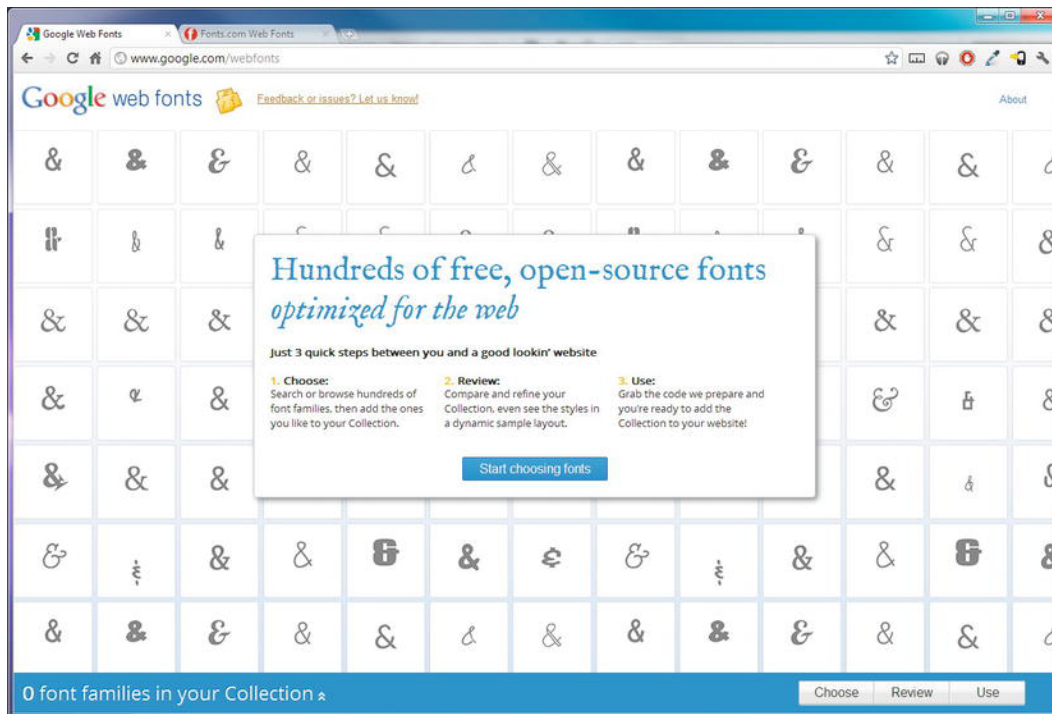 Google Web Fonts
Fonts.com Web Fonts
www.google.com/webfonts
Google web fonts
Feedback or issues? Let us know!
About
& & & & & & & & & & & & &
& & & & & & & & & & & & &
Hundreds of free, open-source fonts
optimized for the web
Just 3 quick steps between you and a good lookin' website
1. Choose:
Search or browse hundreds of
font families, then add the ones
you like to your Collection.
2. Review:
Compare and refine your
Collection, even see the styles in
a dynamic sample layout.
3. Use:
Grab the code we prepare and
you're ready to add the
Collection to your website!
Start choosing fonts
& & & & & &
& & & & & &
& & & & & &
& & & & & & & & & & & & &
& & & & & & & & & & & & &
0 font families in your Collection
Choose
Review
Use